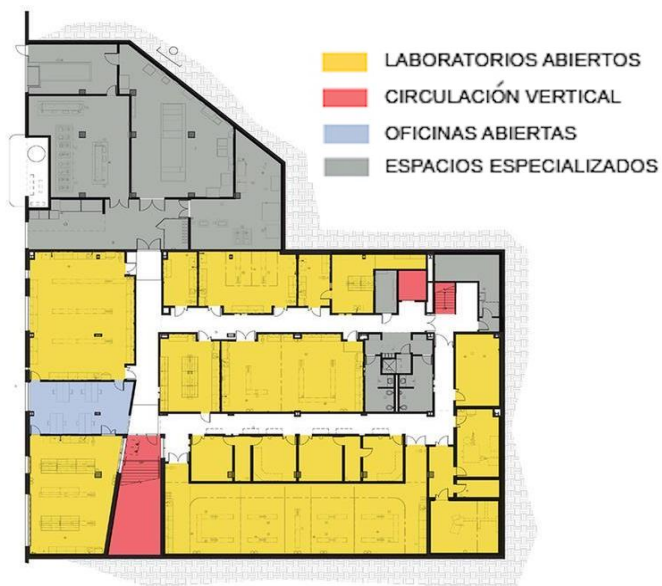 LABORATORIOS ABIERTOS
CIRCULACIÓN VERTICAL
OFICINAS ABIERTAS
ESPACIOS ESPECIALIZADOS